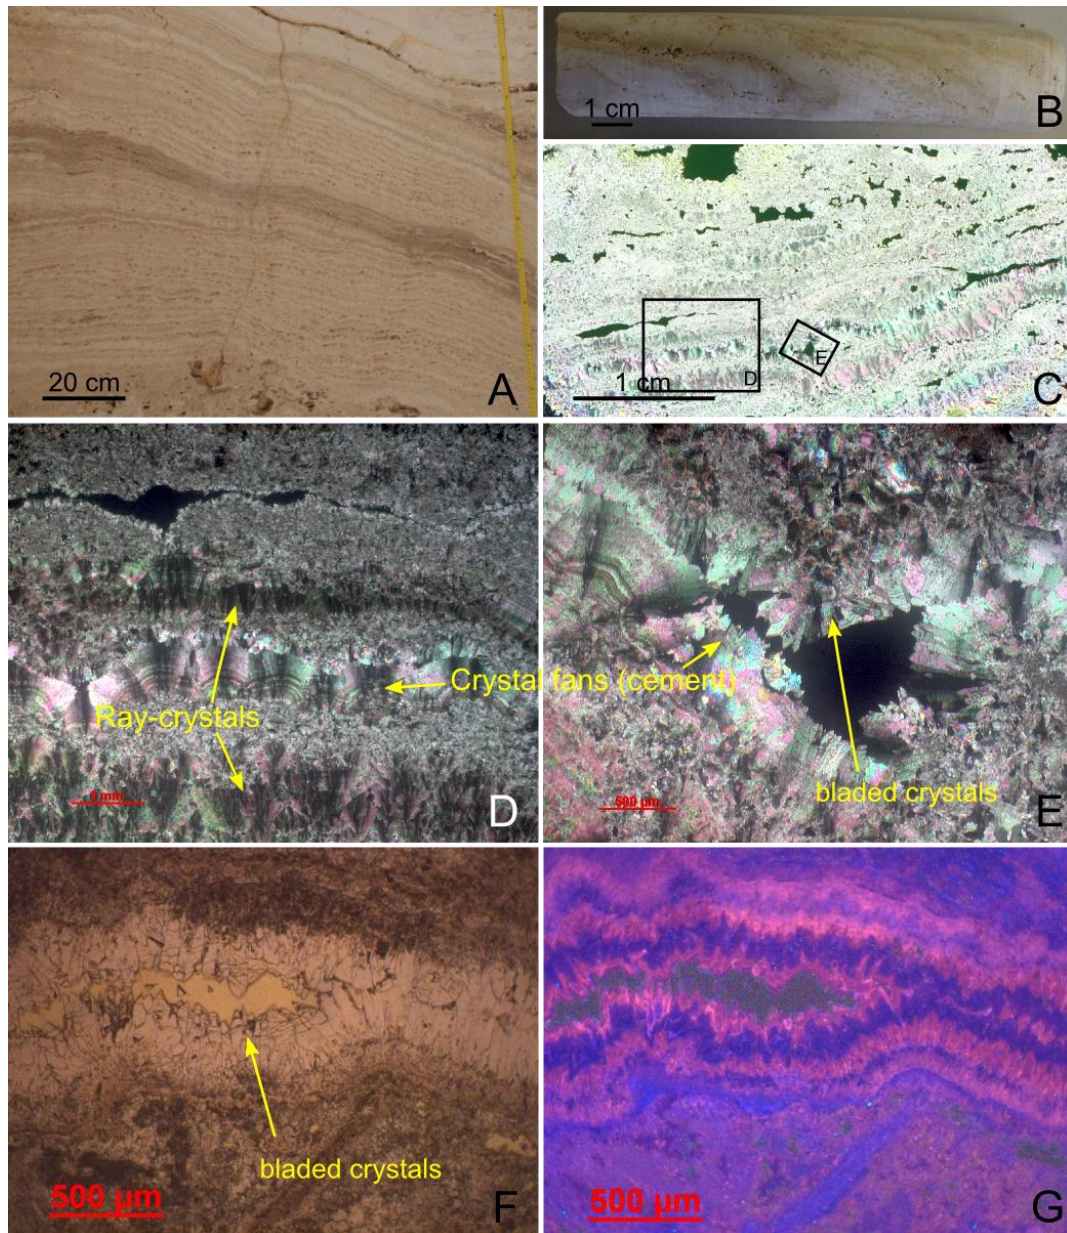 20 cm
A
1 cm
B
1 cm
D
E
C
Ray-crystals
Crystal fans (cement)
1 mm
D
bladed crystals
500 µm
E
bladed crystals
500 µm
F
500 µm
G